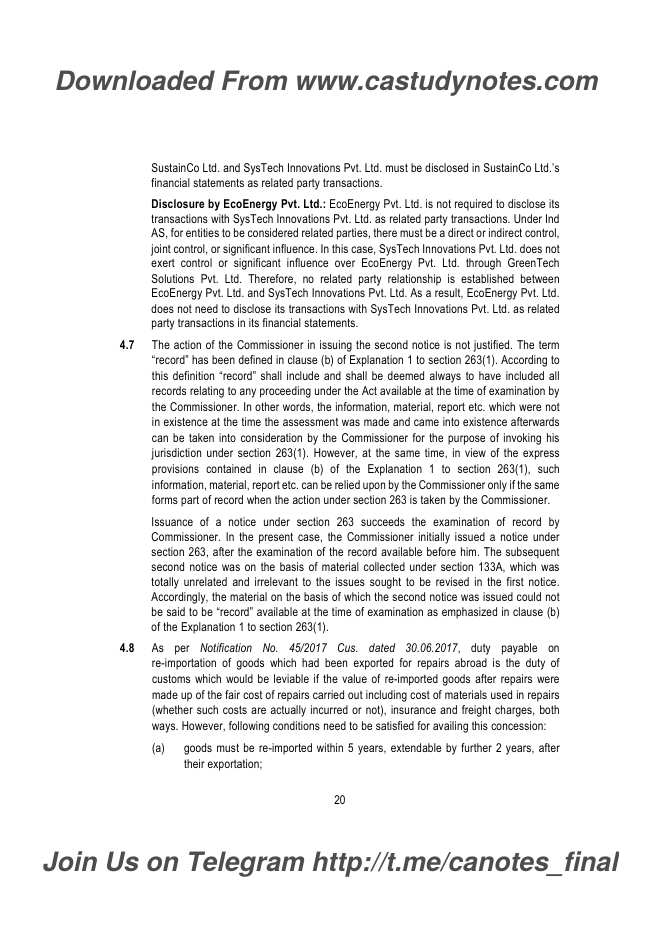 Downloaded From www.castudynotes.com
SustainCo Ltd. and SysTech Innovations Pvt. Ltd. must be disclosed in SustainCo Ltd.'s
financial statements as related party transactions.
Disclosure by EcoEnergy Pvt. Ltd.: EcoEnergy Pvt. Ltd. is not required to disclose its
transactions with SysTech Innovations Pvt. Ltd. as related party transactions. Under Ind
AS, for entities to be considered related parties, there must be a direct or indirect control,
joint control, or significant influence. In this case, SysTech Innovations Pvt. Ltd. does not
exert control or significant influence over EcoEnergy Pvt. Ltd. through GreenTech
Solutions Pvt. Ltd. Therefore, no related party relationship is established between
EcoEnergy Pvt. Ltd. and SysTech Innovations Pvt. Ltd. As a result, EcoEnergy Pvt. Ltd.
does not need to disclose its transactions with SysTech Innovations Pvt. Ltd. as related
party transactions in its financial statements.
4.7 The action of the Commissioner in issuing the second notice is not justified. The term
“record” has been defined in clause (b) of Explanation 1 to section 263(1). According to
this definition “record” shall include and shall be deemed always to have included all
records relating to any proceeding under the Act available at the time of examination by
the Commissioner. In other words, the information, material, report etc. which were not
in existence at the time the assessment was made and came into existence afterwards
can be taken into consideration by the Commissioner for the purpose of invoking his
jurisdiction under section 263(1). However, at the same time, in view of the express
provisions contained in clause (b) of the Explanation 1 to section 263(1), such
information, material, report etc. can be relied upon by the Commissioner only if the same
forms part of record when the action under section 263 is taken by the Commissioner.
Issuance of a notice under section 263 succeeds the examination of record by
Commissioner. In the present case, the Commissioner initially issued a notice under
section 263, after the examination of the record available before him. The subsequent
second notice was on the basis of material collected under section 133A, which was
totally unrelated and irrelevant to the issues sought to be revised in the first notice.
Accordingly, the material on the basis of which the second notice was issued could not
be said to be “record” available at the time of examination as emphasized in clause (b)
of the Explanation 1 to section 263(1).
4.8 As per Notification No. 45/2017 Cus. dated 30.06.2017, duty payable on
re-importation of goods which had been exported for repairs abroad is the duty of
customs which would be leviable if the value of re-imported goods after repairs were
made up of the fair cost of repairs carried out including cost of materials used in repairs
(whether such costs are actually incurred or not), insurance and freight charges, both
ways. However, following conditions need to be satisfied for availing this concession:
(a) goods must be re-imported within 5 years, extendable by further 2 years, after
their exportation;
20
Join Us on Telegram http://t.me/canotes_final